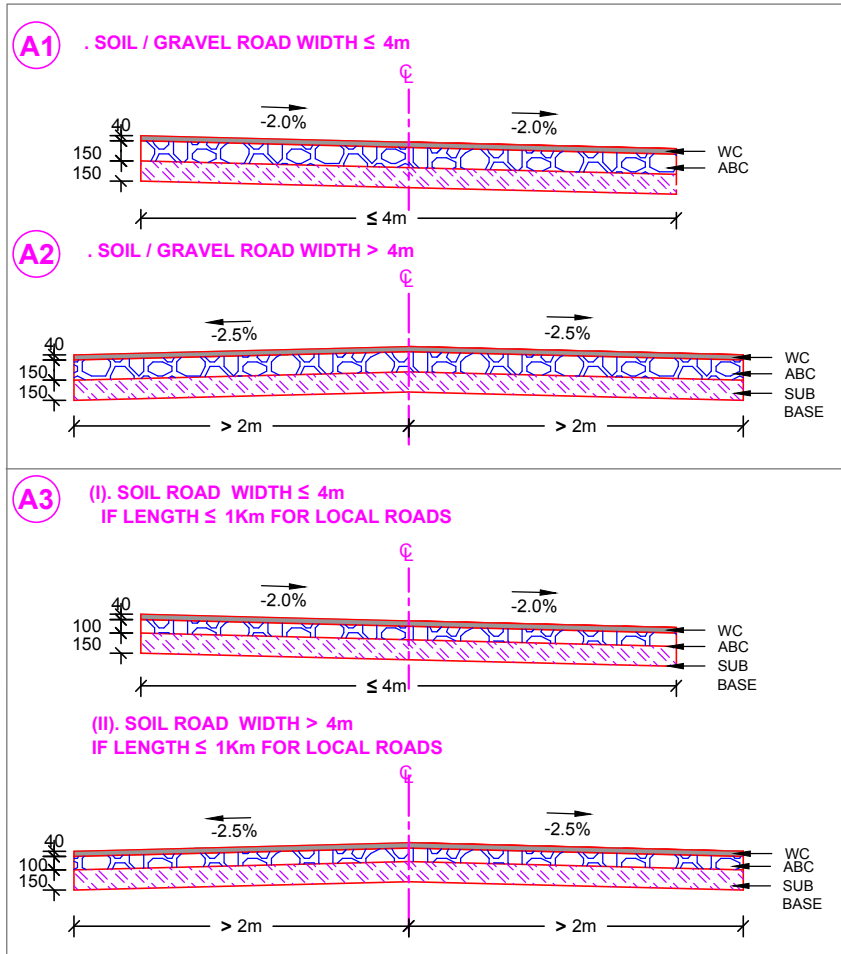 A1 . SOIL / GRAVEL ROAD WIDTH ≤ 4m
℄
-2.0% -2.0%
40
150
150
WC
ABC
≤ 4m
A2 . SOIL / GRAVEL ROAD WIDTH > 4m
℄
-2.5% -2.5%
40
150
150
WC
ABC
SUB
BASE
> 2m > 2m
A3 (I). SOIL ROAD WIDTH ≤ 4m
IF LENGTH ≤ 1Km FOR LOCAL ROADS
℄
-2.0% -2.0%
40
100
150
WC
ABC
SUB
BASE
≤ 4m
(II). SOIL ROAD WIDTH > 4m
IF LENGTH ≤ 1Km FOR LOCAL ROADS
℄
-2.5% -2.5%
40
100
150
WC
ABC
SUB
BASE
> 2m > 2m